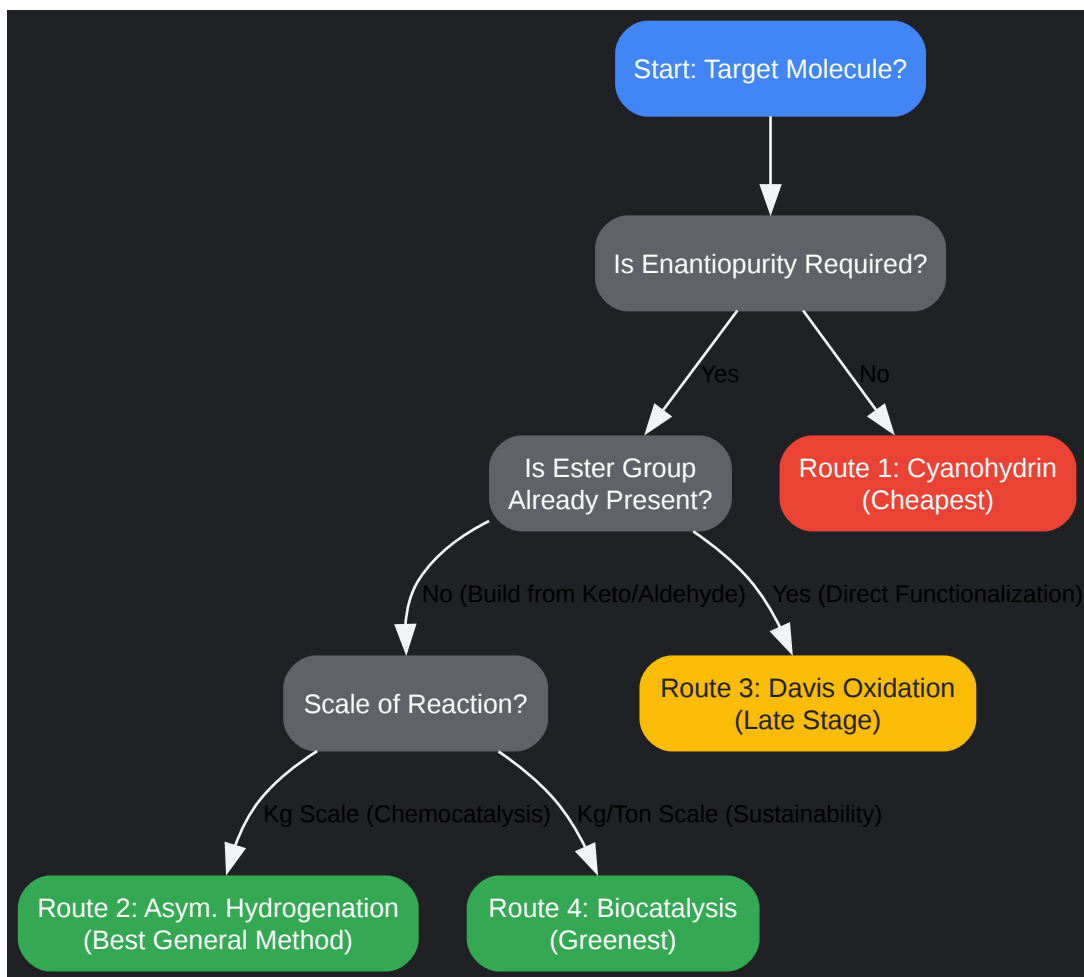 Start: Target Molecule?
Is Enantiopurity Required?
Yes
No
Is Ester Group
Already Present?
Route 1: Cyanohydrin
(Cheapest)
No (Build from Keto/Aldehyde)
Yes (Direct Functionalization)
Scale of Reaction?
Route 3: Davis Oxidation
(Late Stage)
Kg Scale (Chemocatalysis)
Kg/Ton Scale (Sustainability)
Route 2: Asym. Hydrogenation
(Best General Method)
Route 4: Biocatalysis
(Greenest)